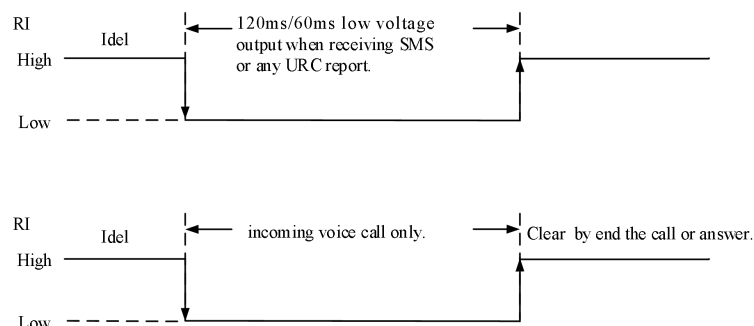 RI
Idel
120ms/60ms low voltage
output when receiving SMS
or any URC report.
High
Low
RI
Idel
incoming voice call only.
Clear by end the call or answer.
High
Low